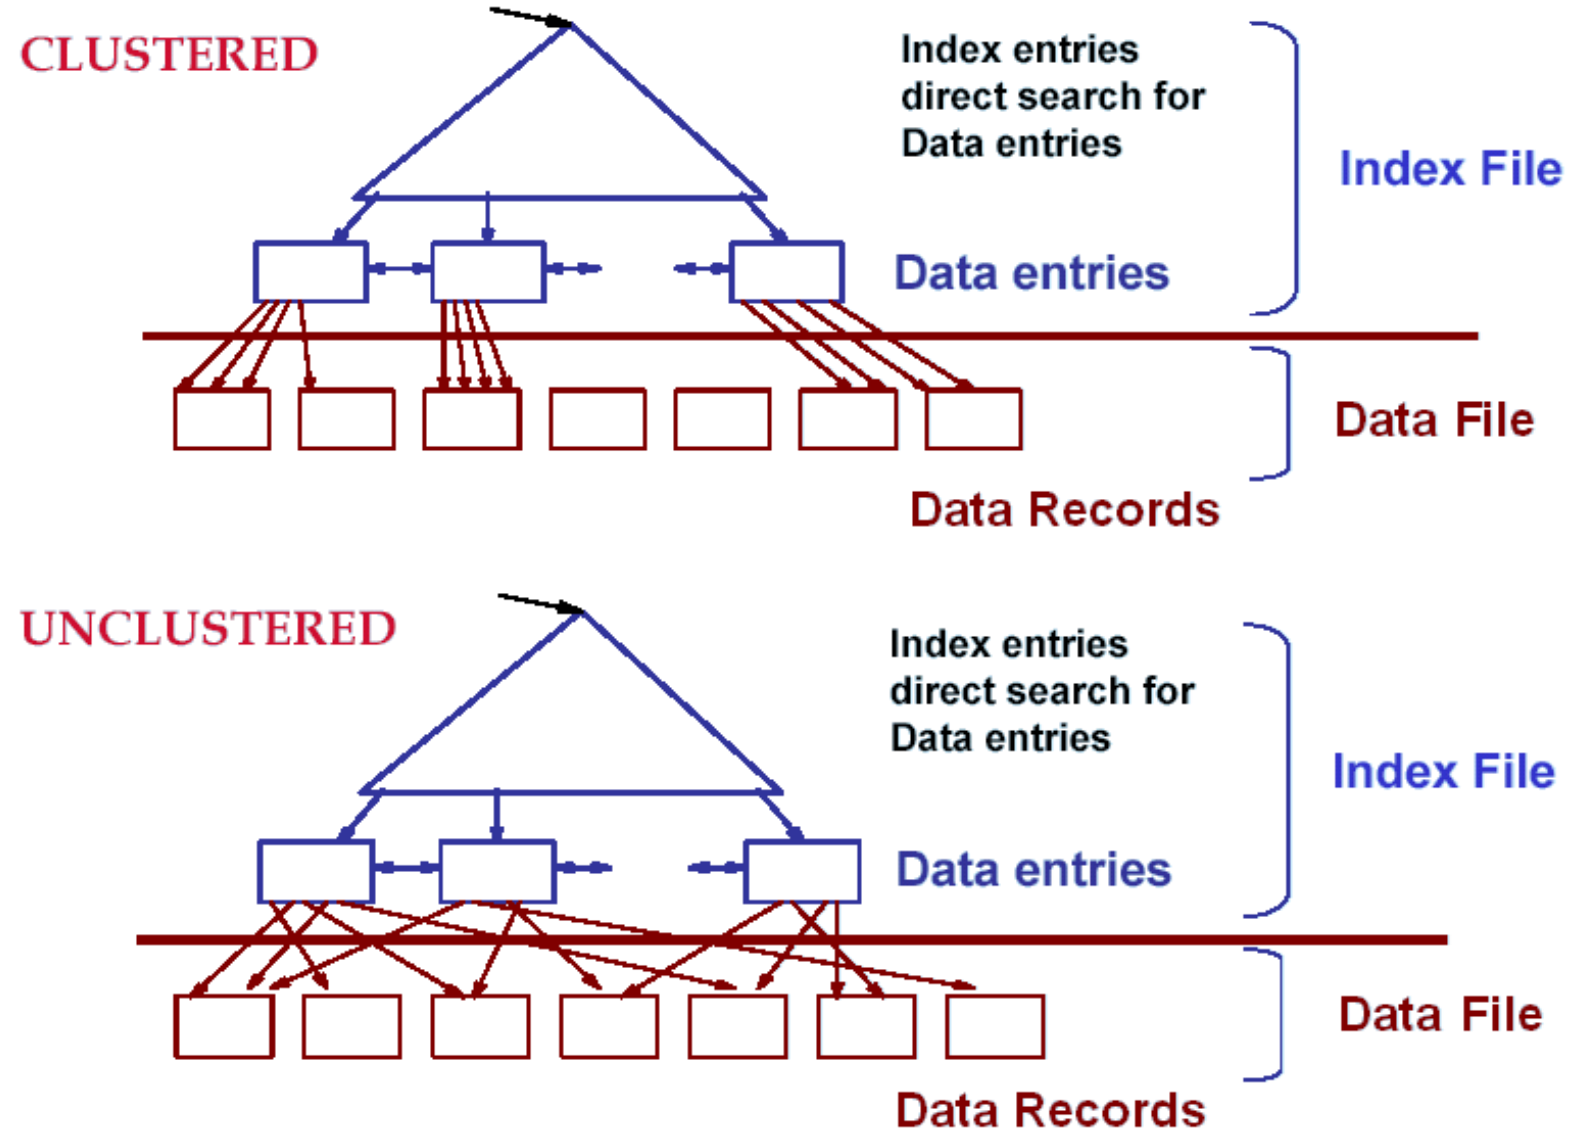 CLUSTERED
Index entries
direct search for
Data entries
Index File
Data entries
Data File
Data Records
UNCLUSTERED
Index entries
direct search for
Data entries
Index File
Data entries
Data File
Data Records